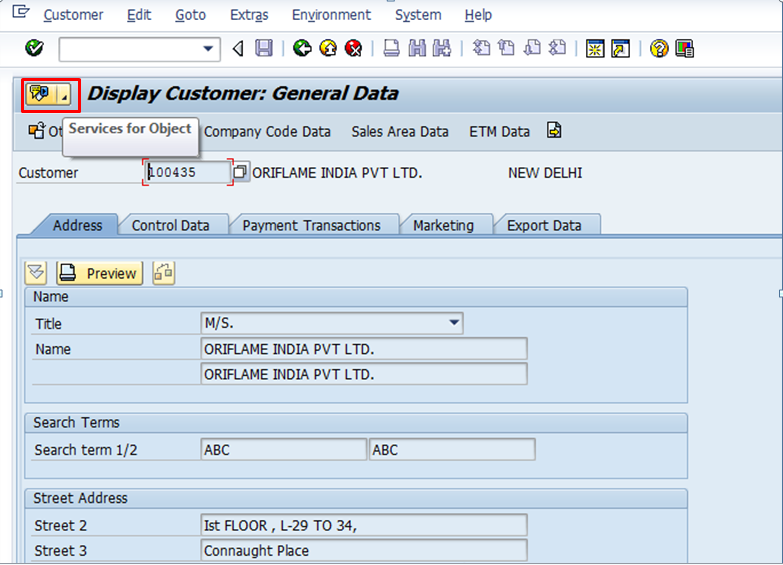 Customer Edit Goto Extras Environment System Help
Display Customer: General Data
Services for Object
Company Code Data Sales Area Data ETM Data
Customer 100435 ORIFLAME INDIA PVT LTD. NEW DELHI
Address Control Data Payment Transactions Marketing Export Data
Preview
Name
Title M/S.
Name ORIFLAME INDIA PVT LTD.
ORIFLAME INDIA PVT LTD.
Search Terms
Search term 1/2 ABC ABC
Street Address
Street 2 Ist FLOOR , L-29 TO 34,
Street 3 Connaught Place